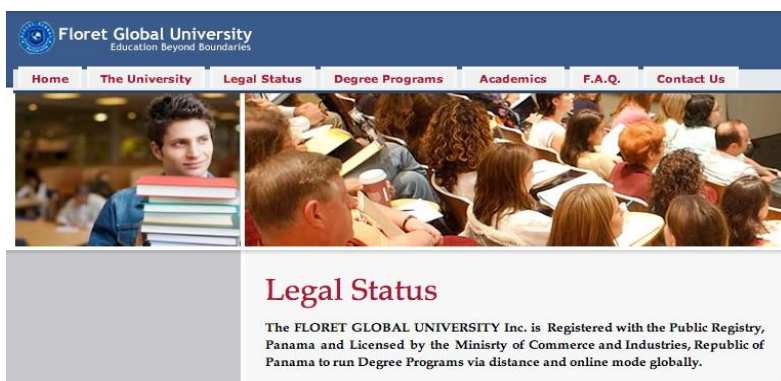 Floret Global University
Education Beyond Boundaries
Home The University Legal Status Degree Programs Academics F.A.Q. Contact Us
Legal Status
The FLORET GLOBAL UNIVERSITY Inc. is Registered with the Public Registry,
Panama and Licensed by the Minisrty of Commerce and Industries, Republic of
Panama to run Degree Programs via distance and online mode globally.